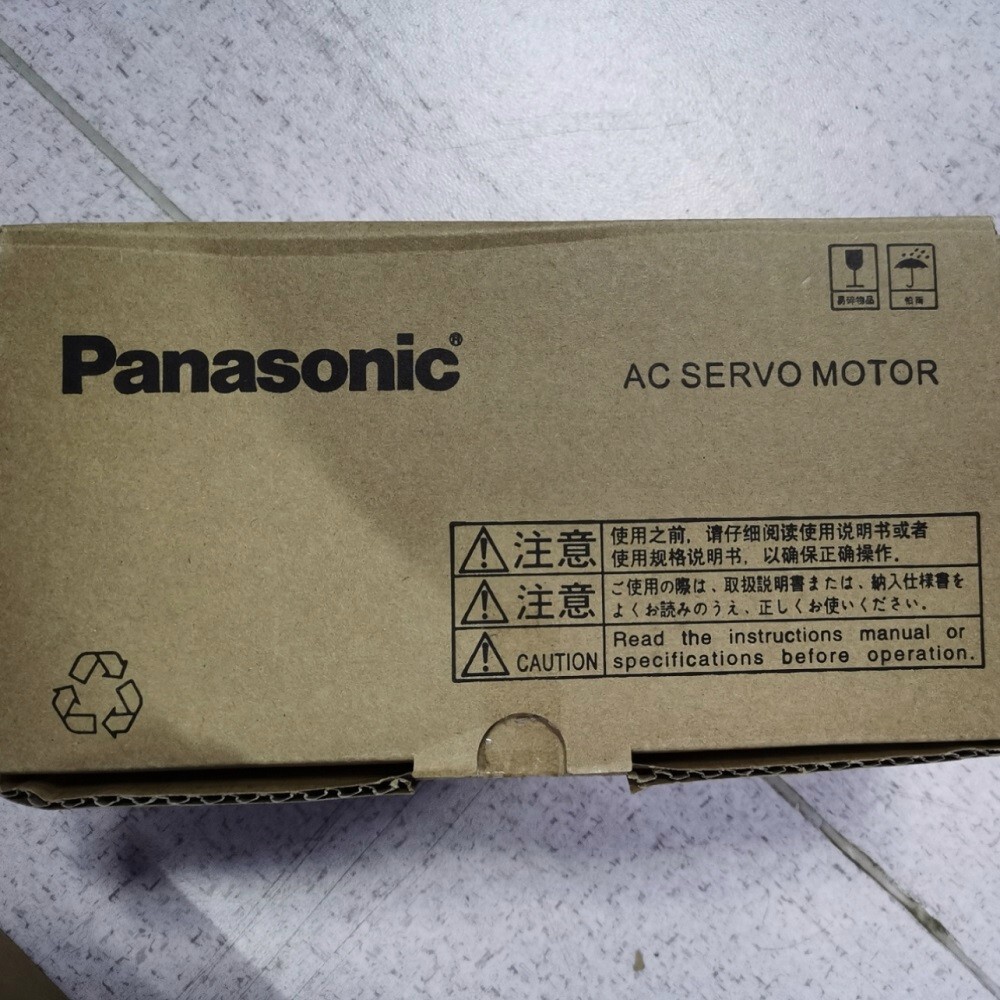 易碎物品
怕雨
Panasonic®
AC SERVO MOTOR
注意
使用之前, 请仔细阅读使用说明书或者
使用规格说明书, 以确保正确操作.
注意
ご使用の際は、取扱説明書または、納入仕様書を
よくお読みのうえ、正しくお使いください.
CAUTION
Read the instructions manual or
specifications before operation.